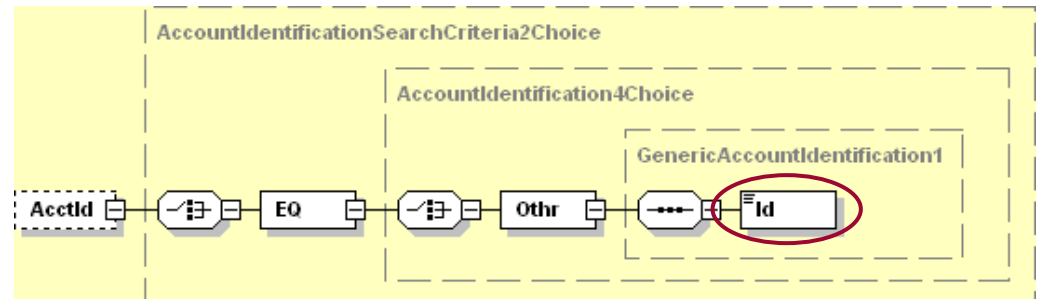 AccountIdentificationSearchCriteria2Choice
AccountIdentification4Choice
GenericAccountIdentification1
AcctId EQ Othr Id